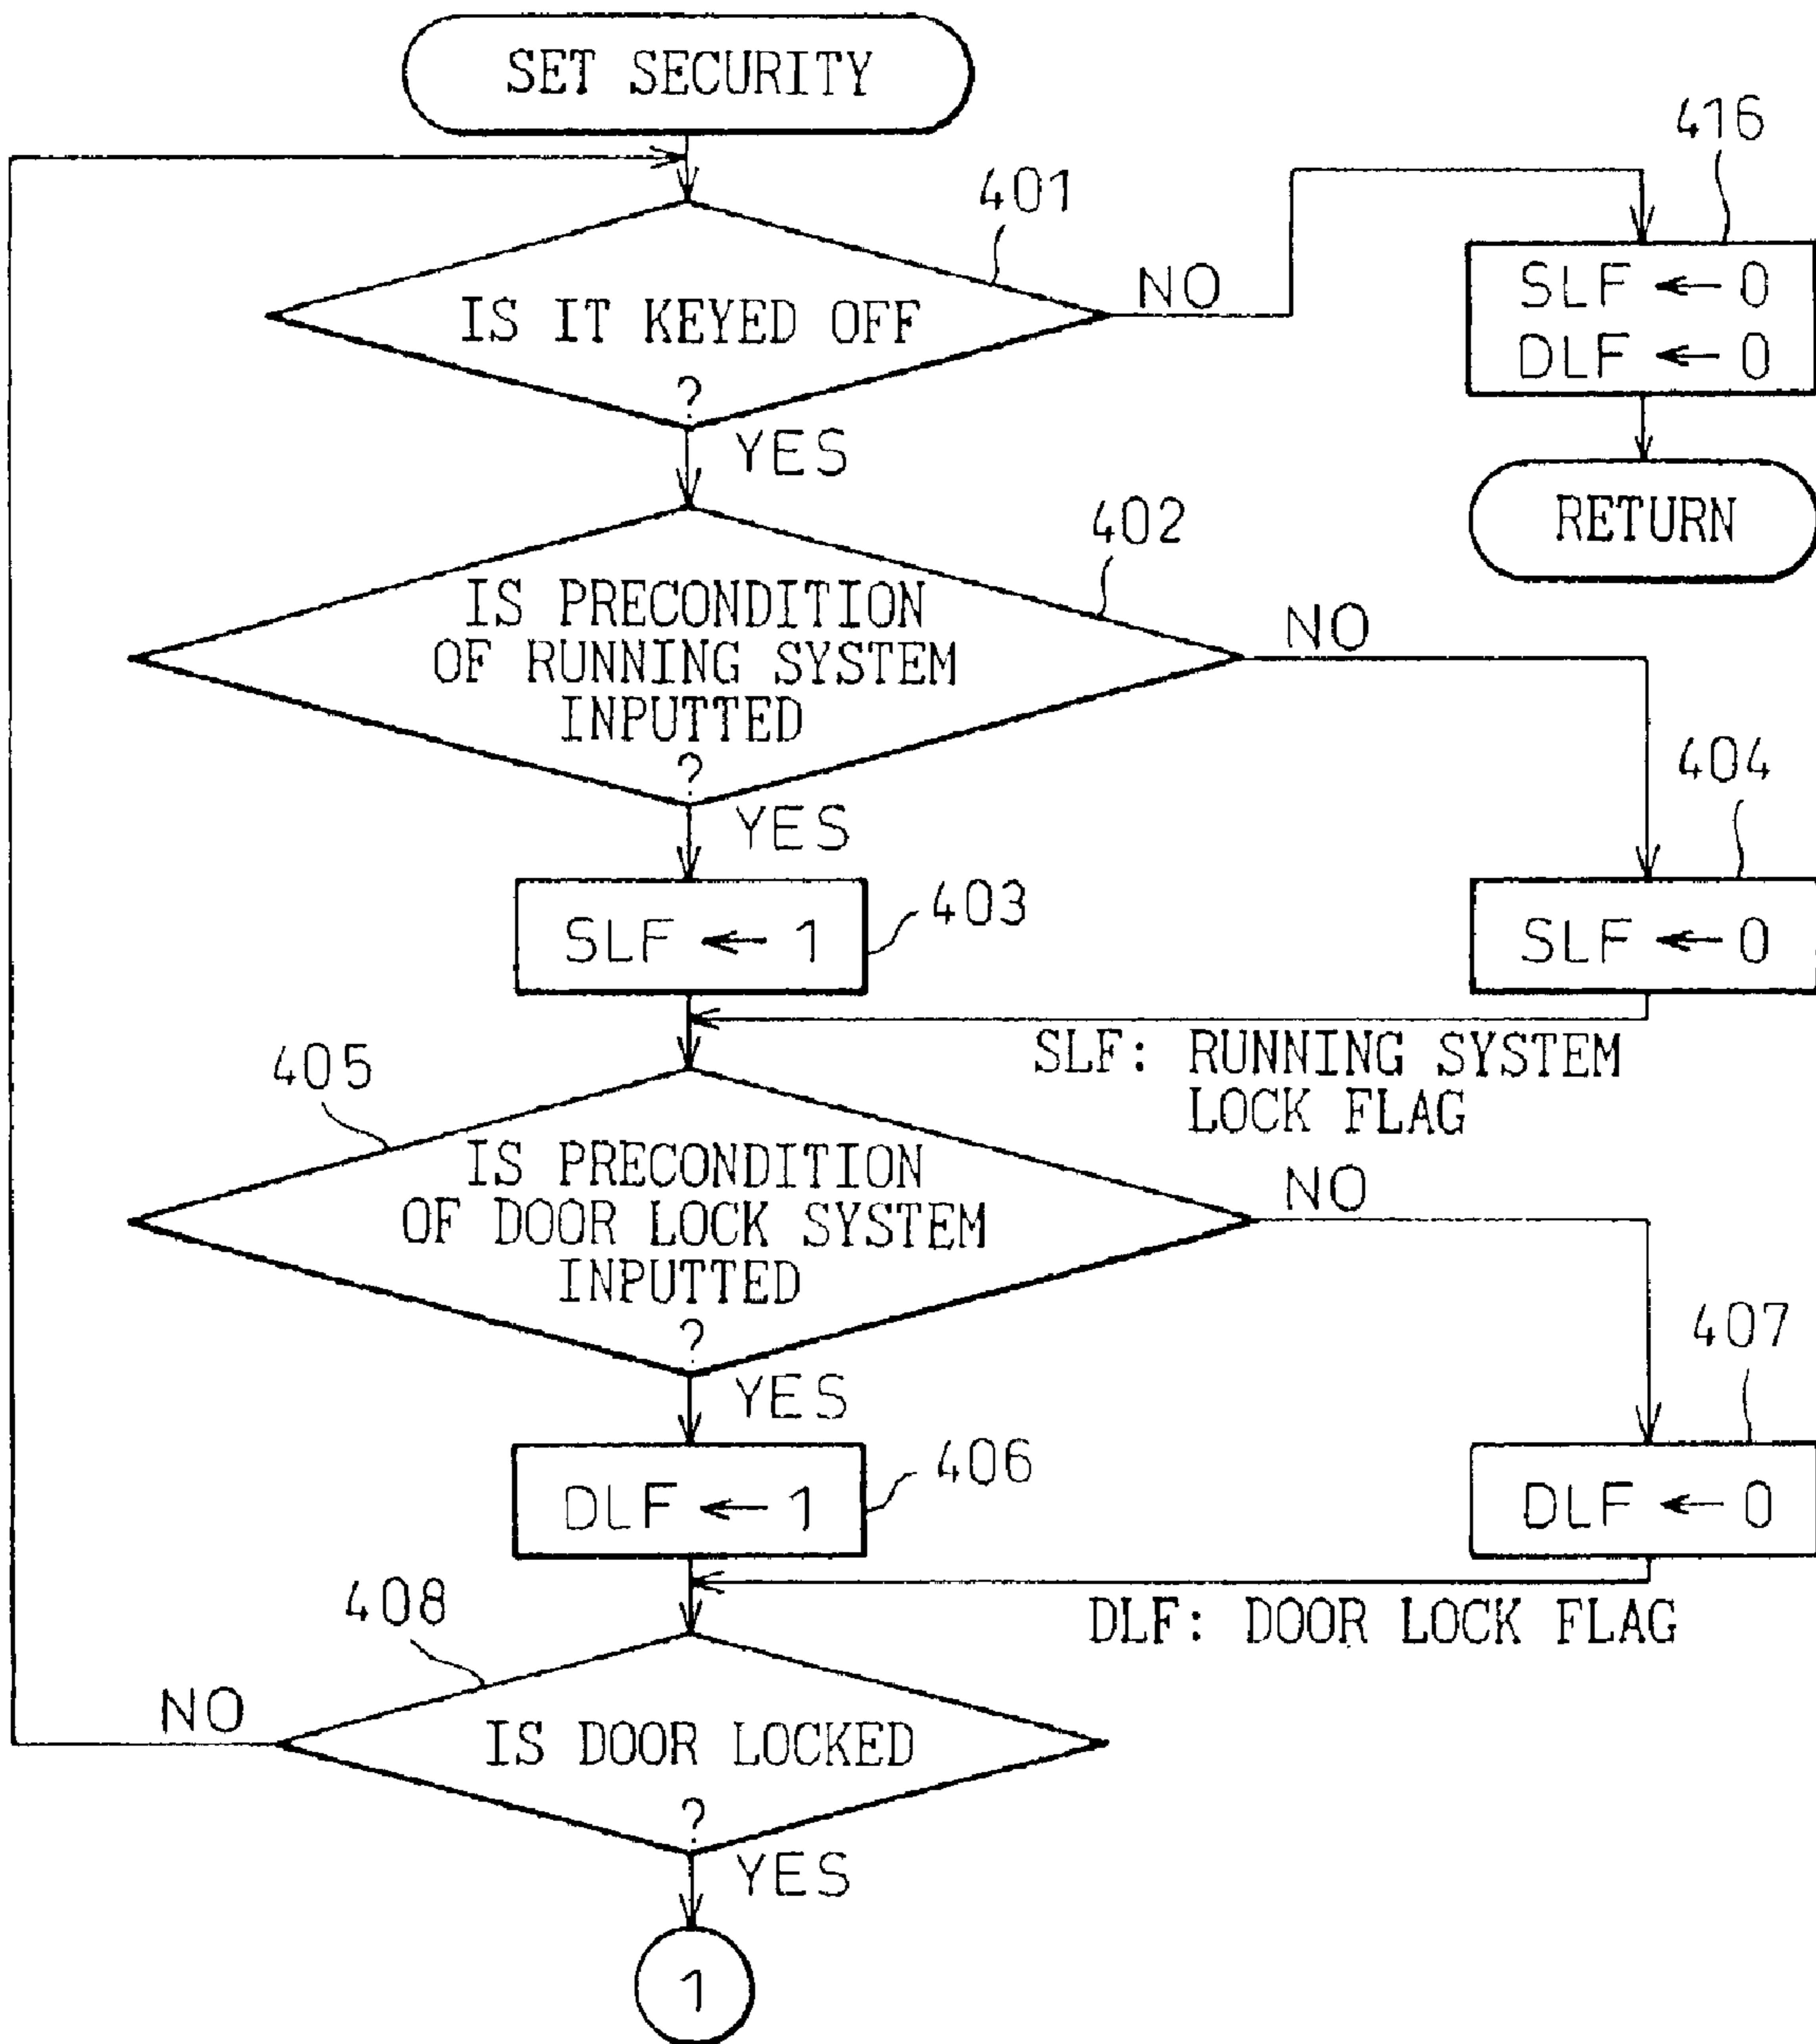 SET SECURITY
416
401
IS IT KEYED OFF
?
NO
YES
SLF ← 0
DLF ← 0
RETURN
402
IS PRECONDITION
OF RUNNING SYSTEM
INPUTTED
?
NO
YES
403
SLF ← 1
404
SLF ← 0
SLF: RUNNING SYSTEM
LOCK FLAG
405
IS PRECONDITION
OF DOOR LOCK SYSTEM
INPUTTED
?
NO
YES
406
DLF ← 1
407
DLF ← 0
DLF: DOOR LOCK FLAG
408
IS DOOR LOCKED
?
NO
YES
1